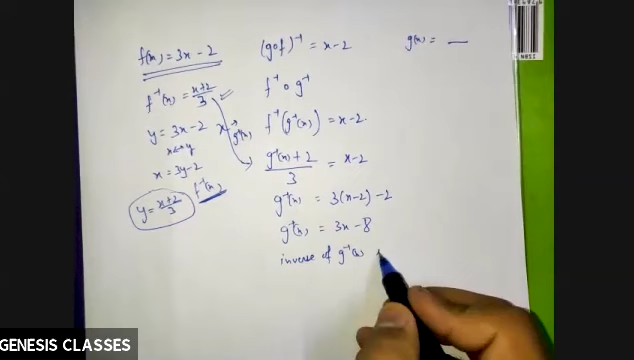 f(x) = 3x - 2
f⁻¹(x) = (x+2)/3
y = 3x - 2
x ↔ y
x = 3y - 2
y = (x+2)/3
f⁻¹(x)
(gof)⁻¹ = x - 2
f⁻¹ o g⁻¹
f⁻¹(g⁻¹(x)) = x - 2
x → g⁻¹(x)
(g⁻¹(x) + 2)/3 = x - 2
g⁻¹(x) = 3(x-2) - 2
g⁻¹(x) = 3x - 8
inverse of g⁻¹(x)
g(x) = __
GENESIS CLASSES